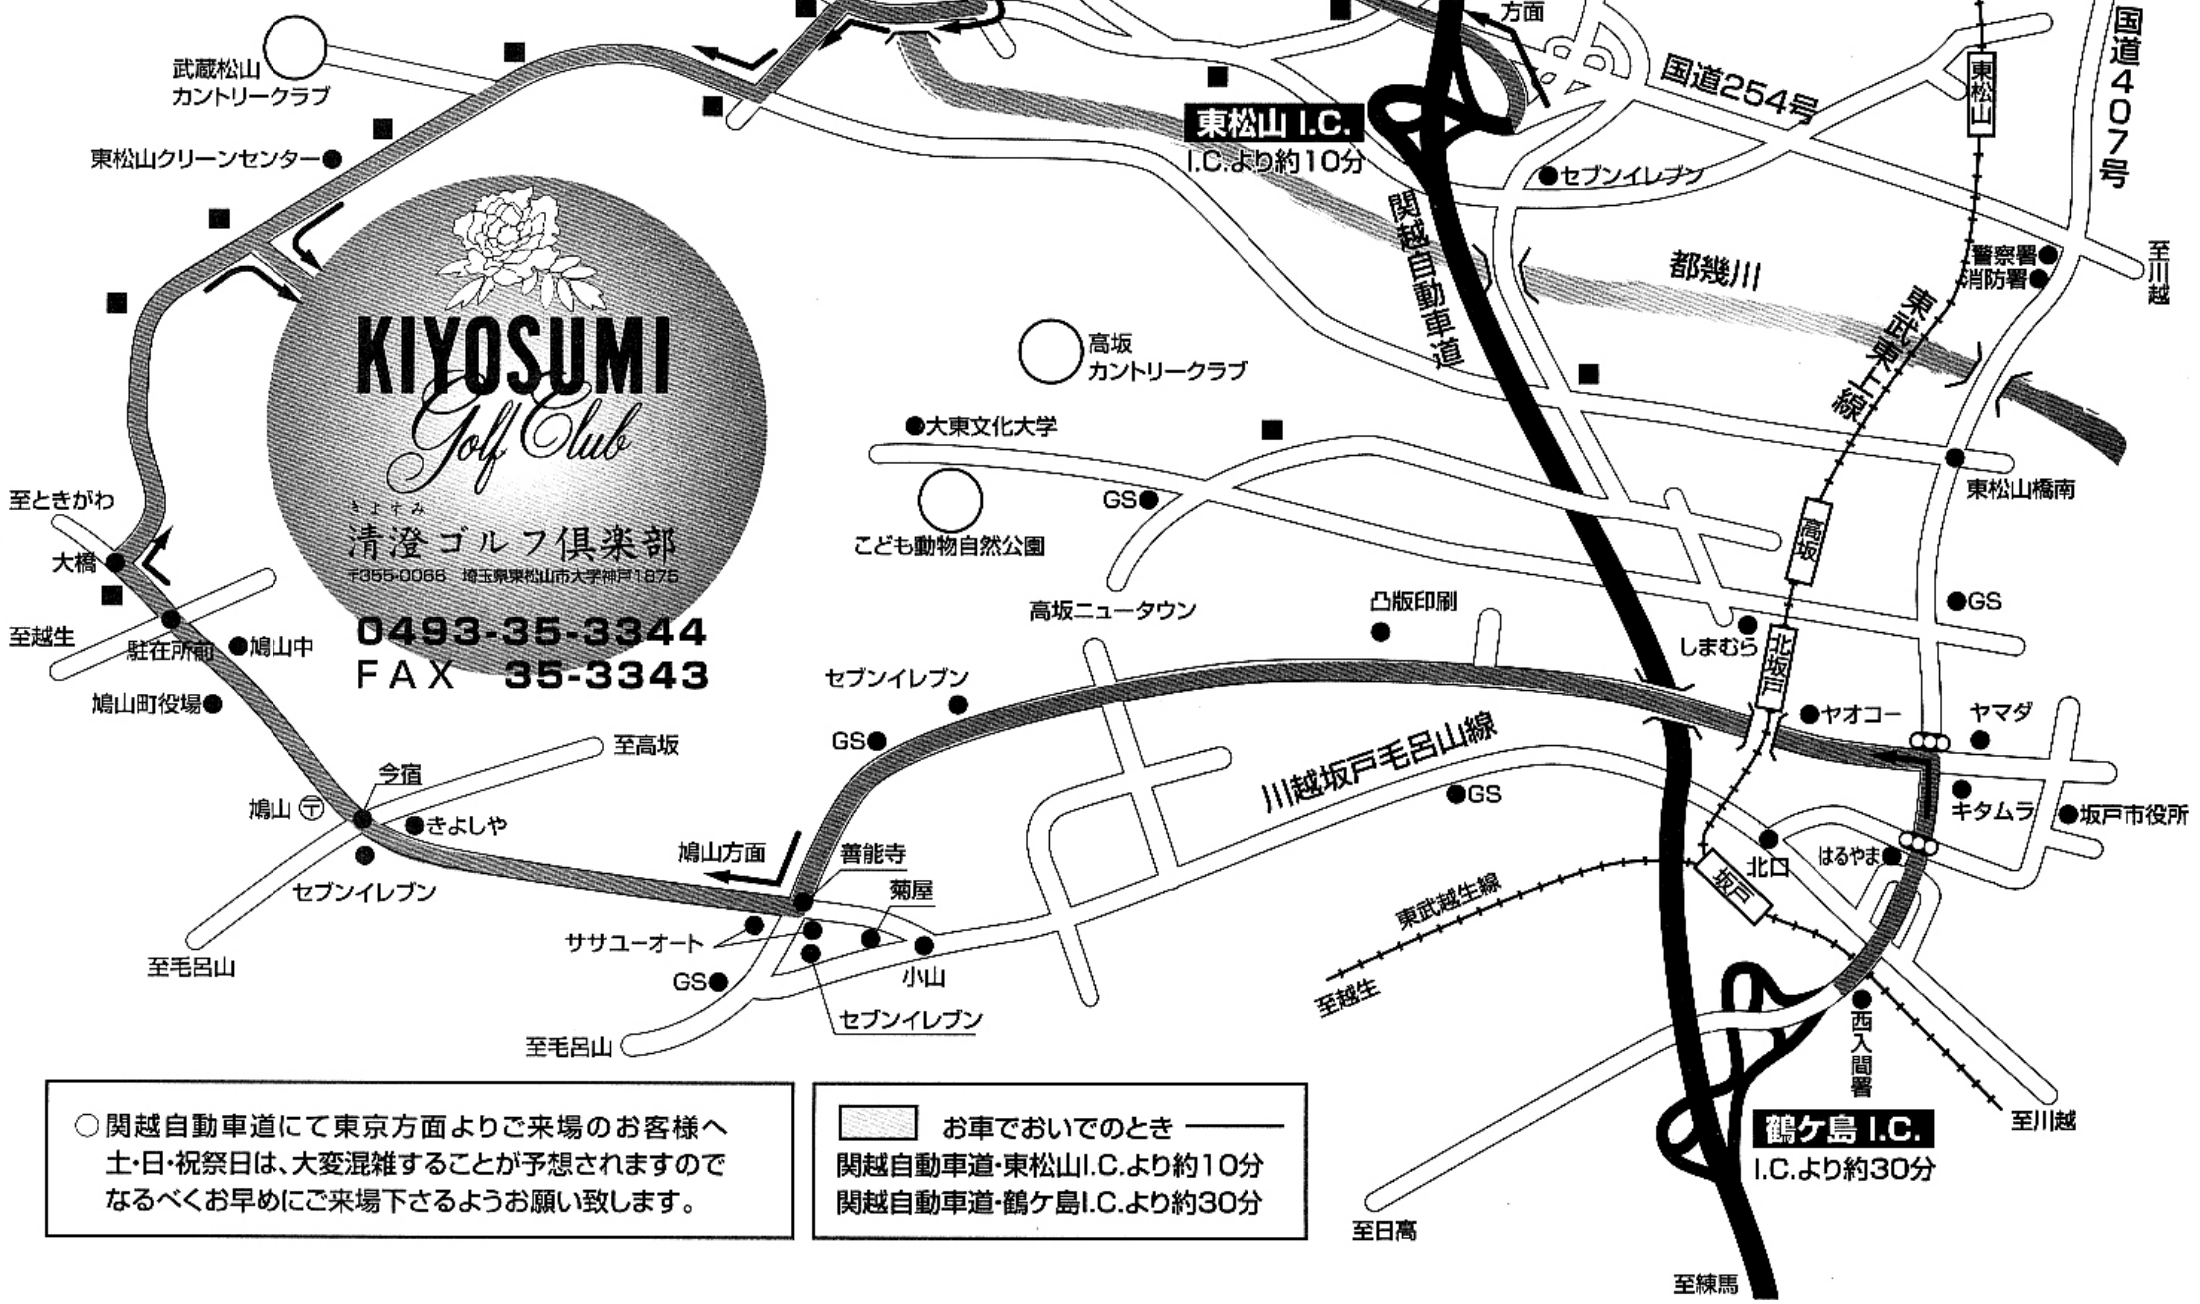 方面
国道254号
国道407号
東松山
武蔵松山
カントリークラブ
東松山クリーンセンター
東松山 I.C.
I.C.より約10分
セブンイレブン
関越自動車道
都幾川
警察署
消防署
至川越
東武東上線
KIYOSUMI
Golf Club
きよすみ
清澄ゴルフ倶楽部
〒355-0066 埼玉県東松山市大字神戸1875
0493-35-3344
FAX 35-3343
高坂
カントリークラブ
大東文化大学
GS
こども動物自然公園
高坂ニュータウン
東松山橋南
高坂
GS
凸版印刷
しまむら
北坂戸
至ときがわ
大橋
至越生
駐在所前
鳩山中
鳩山町役場
セブンイレブン
GS
ヤオコー
ヤマダ
キタムラ
坂戸市役所
至高坂
今宿
鳩山〒
きよしや
セブンイレブン
至毛呂山
川越坂戸毛呂山線
GS
北口
はるやま
坂戸
東武越生線
至越生
鳩山方面
善能寺
菊屋
ササユーオート
小山
GS
セブンイレブン
至毛呂山
西入間署
至川越
鶴ケ島 I.C.
I.C.より約30分
至日高
至練馬
○関越自動車道にて東京方面よりご来場のお客様へ
土・日・祝祭日は、大変混雑することが予想されますので
なるべくお早めにご来場下さるようお願い致します。
お車でおいでのとき
関越自動車道・東松山I.C.より約10分
関越自動車道・鶴ケ島I.C.より約30分